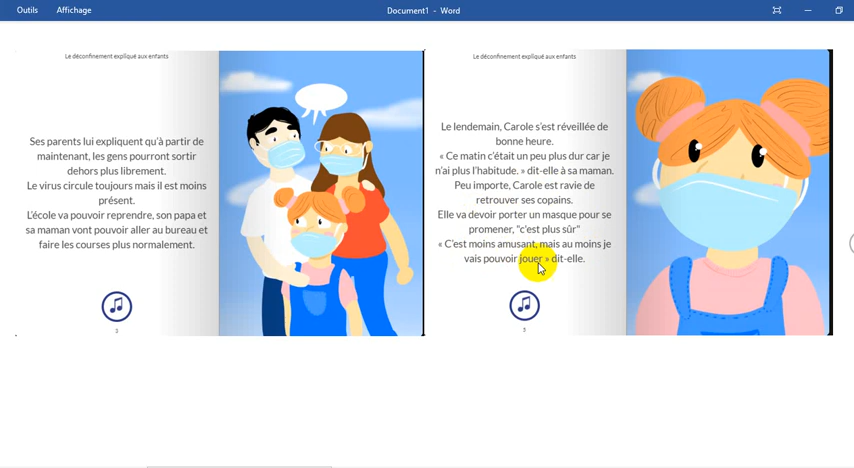 Outils Affichage Document1 - Word
Le déconfinement expliqué aux enfants
Ses parents lui expliquent qu'à partir de
maintenant, les gens pourront sortir
dehors plus librement.
Le virus circule toujours mais il est moins
présent.
L'école va pouvoir reprendre, son papa et
sa maman vont pouvoir aller au bureau et
faire les courses plus normalement.
Le déconfinement expliqué aux enfants
Le lendemain, Carole s'est réveillée de
bonne heure.
« Ce matin c'était un peu plus dur car je
n'ai plus l'habitude. » dit-elle à sa maman.
Peu importe, Carole est ravie de
retrouver ses copains.
Elle va devoir porter un masque pour se
promener, "c'est plus sûr"
« C'est moins amusant, mais au moins je
vais pouvoir jouer » dit-elle.